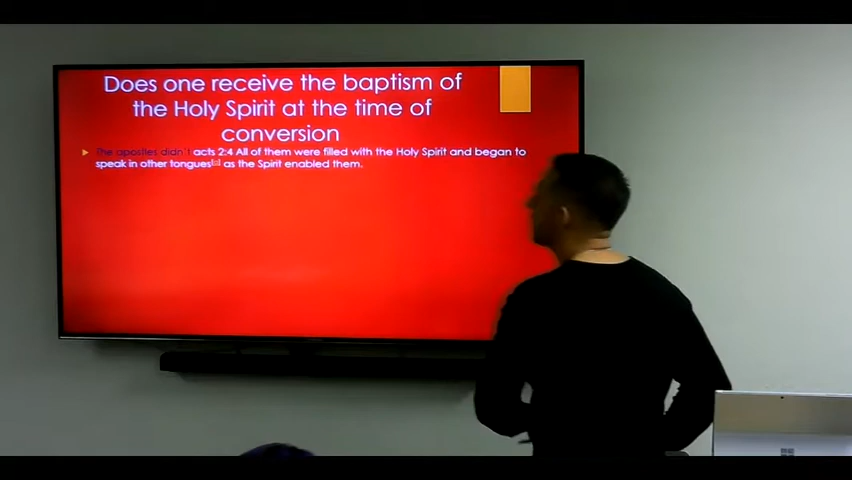 Does one receive the baptism of
the Holy Spirit at the time of
conversion
The apostles didn't acts 2:4 All of them were filled with the Holy Spirit and began to
speak in other tongues as the Spirit enabled them.